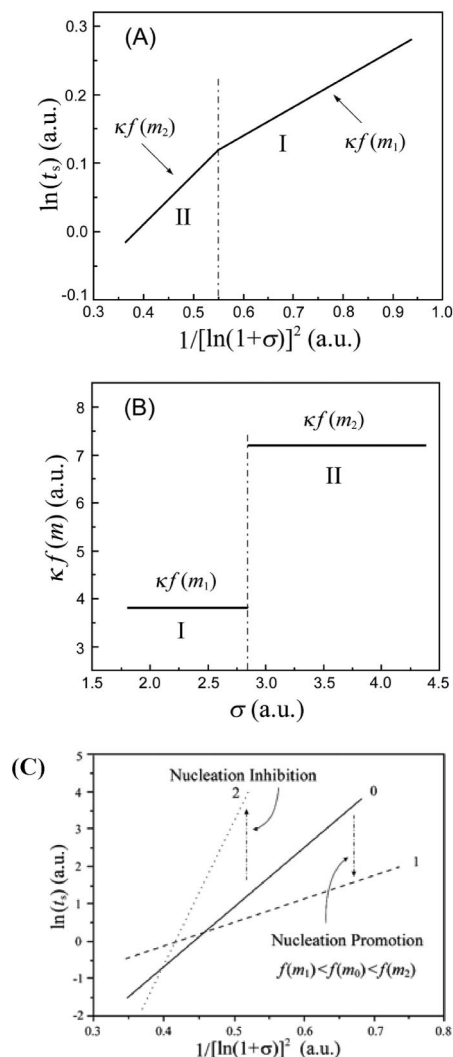 (A)
0.3
0.2
0.1
0.0
-0.1
ln(tₛ) (a.u.)
κf(m₂)
I
κf(m₁)
II
0.3 0.4 0.5 0.6 0.7 0.8 0.9 1.0
1/[ln(1+σ)]² (a.u.)
(B)
8
7
6
5
4
3
κf(m) (a.u.)
κf(m₂)
II
κf(m₁)
I
1.5 2.0 2.5 3.0 3.5 4.0 4.5
σ (a.u.)
(C)
5
4
3
2
1
0
-1
-2
ln(tₛ) (a.u.)
Nucleation Inhibition
2
0
1
Nucleation Promotion
f(m₁)<f(m₀)<f(m₂)
0.3 0.4 0.5 0.6 0.7 0.8
1/[ln(1+σ)]² (a.u.)